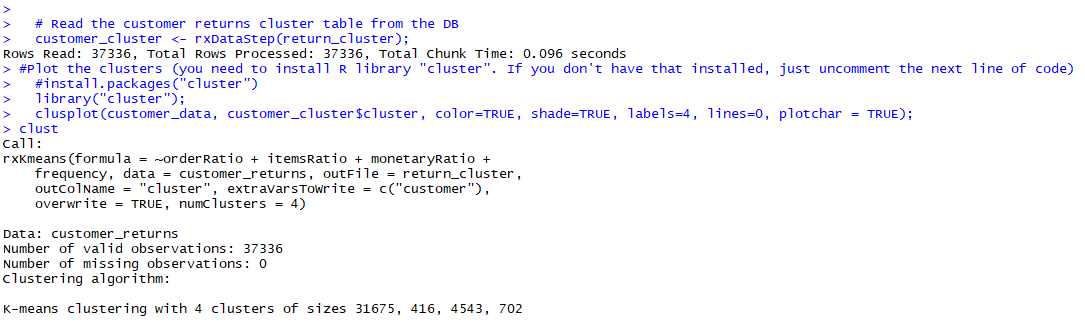 >
>   # Read the customer returns cluster table from the DB
>   customer_cluster <- rxDataStep(return_cluster);
Rows Read: 37336, Total Rows Processed: 37336, Total Chunk Time: 0.096 seconds
> #Plot the clusters (you need to install R library "cluster". If you don't have that installed, just uncomment the next line of code)
>   #install.packages("cluster")
>   library("cluster");
>   clusplot(customer_data, customer_cluster$cluster, color=TRUE, shade=TRUE, labels=4, lines=0, plotchar = TRUE);
> clust
Call:
rxKmeans(formula = ~orderRatio + itemsRatio + monetaryRatio +
    frequency, data = customer_returns, outFile = return_cluster,
    outColName = "cluster", extraVarsToWrite = c("customer"),
    overwrite = TRUE, numClusters = 4)

Data: customer_returns
Number of valid observations: 37336
Number of missing observations: 0
Clustering algorithm:

K-means clustering with 4 clusters of sizes 31675, 416, 4543, 702